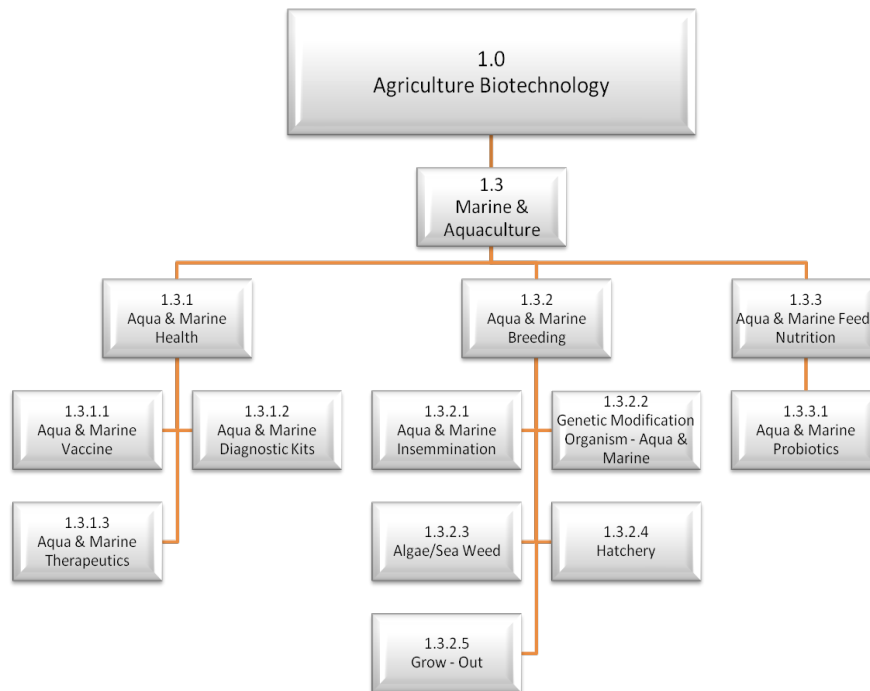 1.0
Agriculture Biotechnology
1.3
Marine &
Aquaculture
1.3.1
Aqua & Marine
Health
1.3.2
Aqua & Marine
Breeding
1.3.3
Aqua & Marine Feed
Nutrition
1.3.1.1
Aqua & Marine
Vaccine
1.3.1.2
Aqua & Marine
Diagnostic Kits
1.3.2.1
Aqua & Marine
Insemmination
1.3.2.2
Genetic Modification
Organism - Aqua &
Marine
1.3.3.1
Aqua & Marine
Probiotics
1.3.1.3
Aqua & Marine
Therapeutics
1.3.2.3
Algae/Sea Weed
1.3.2.4
Hatchery
1.3.2.5
Grow - Out